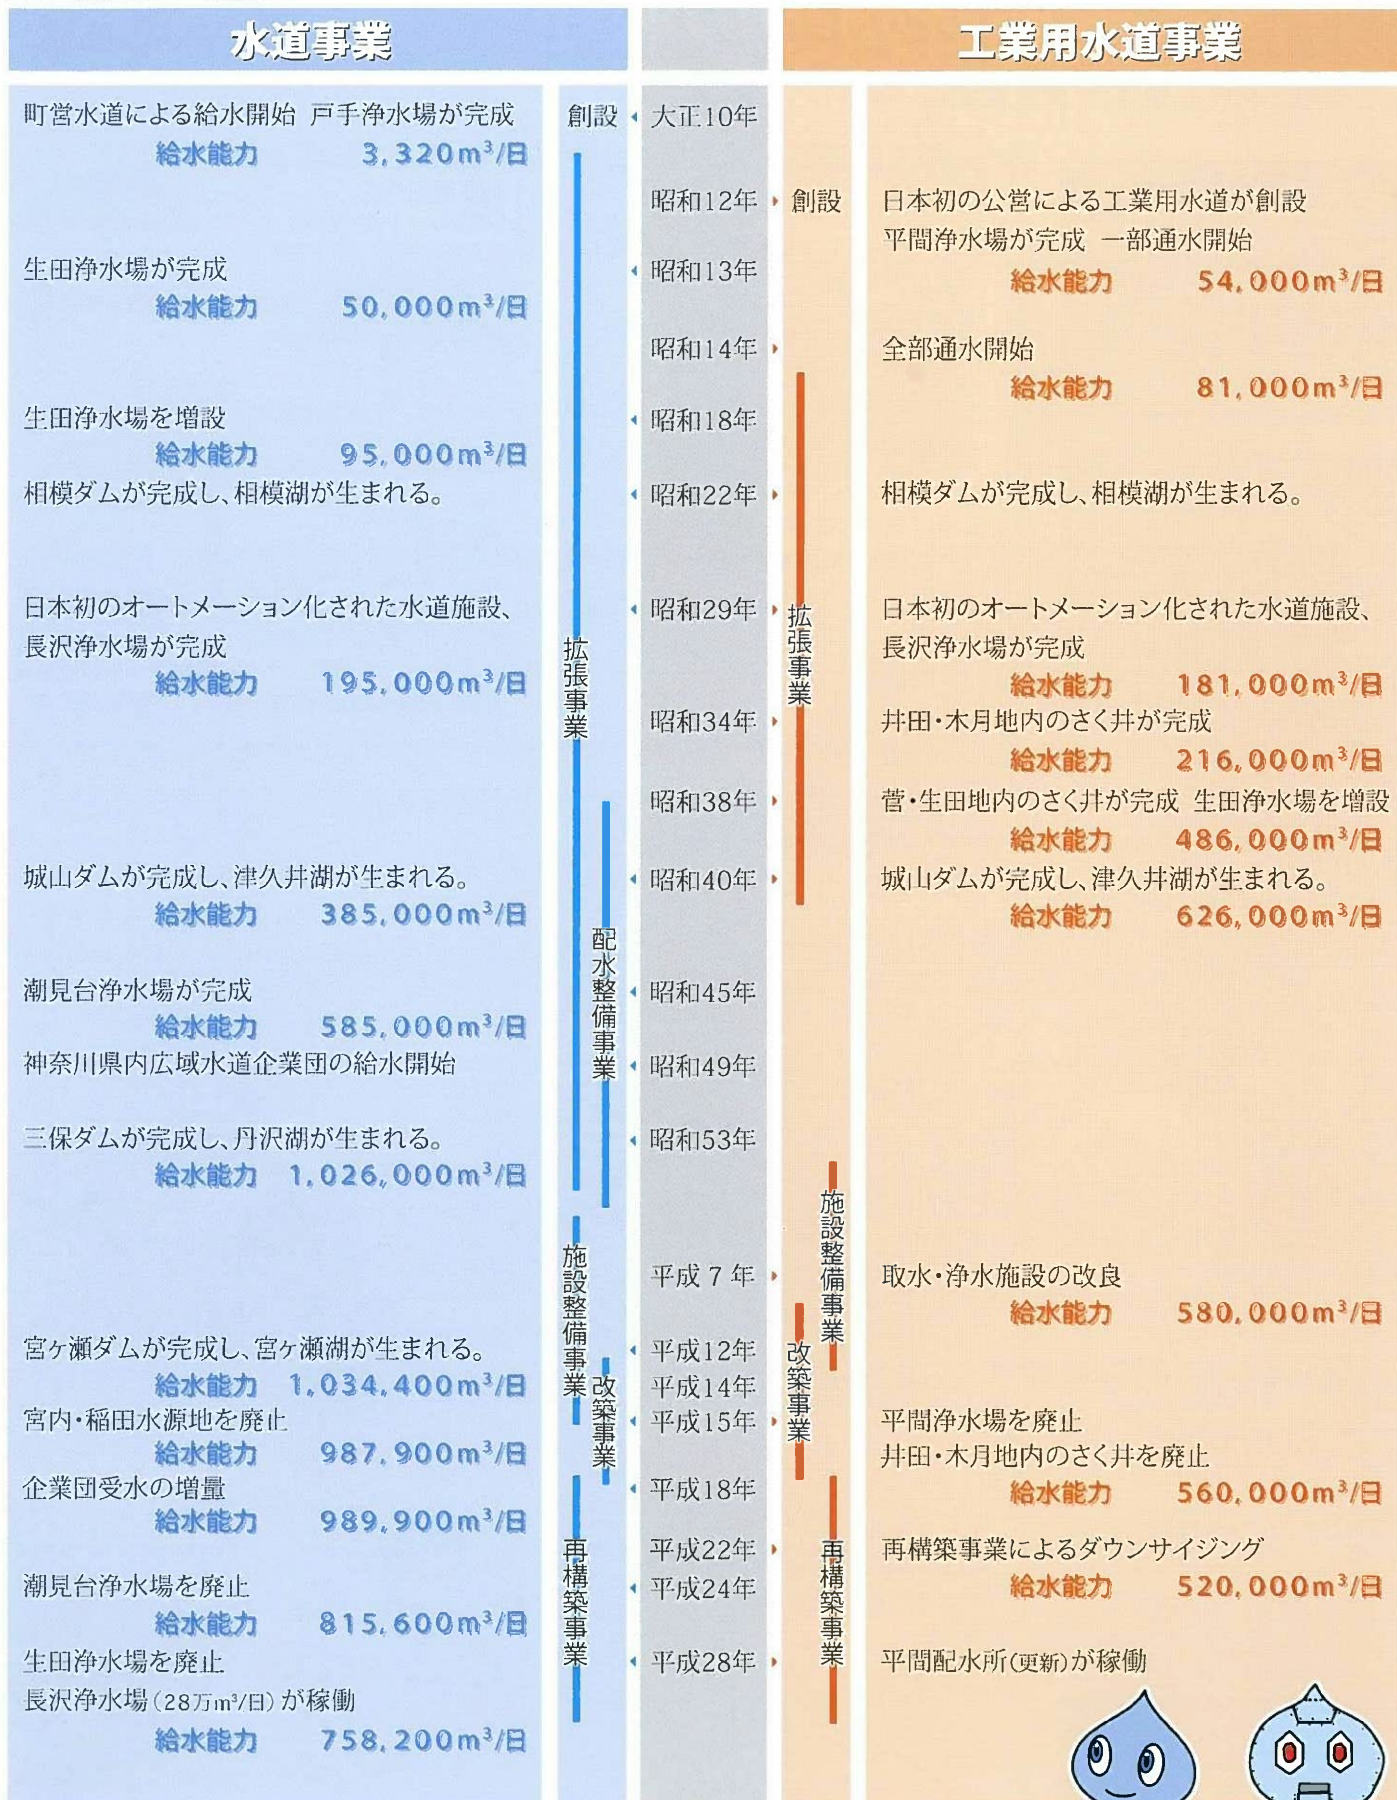 水道事業
町営水道による給水開始 戸手浄水場が完成
給水能力 3,320m³/日
生田浄水場が完成
給水能力 50,000m³/日
生田浄水場を増設
給水能力 95,000m³/日
相模ダムが完成し、相模湖が生まれる。
日本初のオートメーション化された水道施設、
長沢浄水場が完成
給水能力 195,000m³/日
城山ダムが完成し、津久井湖が生まれる。
給水能力 385,000m³/日
潮見台浄水場が完成
給水能力 585,000m³/日
神奈川県内広域水道企業団の給水開始
三保ダムが完成し、丹沢湖が生まれる。
給水能力 1,026,000m³/日
宮ヶ瀬ダムが完成し、宮ヶ瀬湖が生まれる。
給水能力 1,034,400m³/日
宮内・稲田水源地を廃止
給水能力 987,900m³/日
企業団受水の増量
給水能力 989,900m³/日
潮見台浄水場を廃止
給水能力 815,600m³/日
生田浄水場を廃止
長沢浄水場(28万m³/日)が稼働
給水能力 758,200m³/日
創設
拡張事業
配水整備事業
施設整備事業
改築事業
再構築事業
大正10年
昭和12年
昭和13年
昭和14年
昭和18年
昭和22年
昭和29年
昭和34年
昭和38年
昭和40年
昭和45年
昭和49年
昭和53年
平成7年
平成12年
平成14年
平成15年
平成18年
平成22年
平成24年
平成28年
工業用水道事業
創設
拡張事業
施設整備事業
改築事業
再構築事業
日本初の公営による工業用水道が創設
平間浄水場が完成 一部通水開始
給水能力 54,000m³/日
全部通水開始
給水能力 81,000m³/日
相模ダムが完成し、相模湖が生まれる。
日本初のオートメーション化された水道施設、
長沢浄水場が完成
給水能力 181,000m³/日
井田・木月地内のさく井が完成
給水能力 216,000m³/日
菅・生田地内のさく井が完成 生田浄水場を増設
給水能力 486,000m³/日
城山ダムが完成し、津久井湖が生まれる。
給水能力 626,000m³/日
取水・浄水施設の改良
給水能力 580,000m³/日
平間浄水場を廃止
井田・木月地内のさく井を廃止
給水能力 560,000m³/日
再構築事業によるダウンサイジング
給水能力 520,000m³/日
平間配水所(更新)が稼働